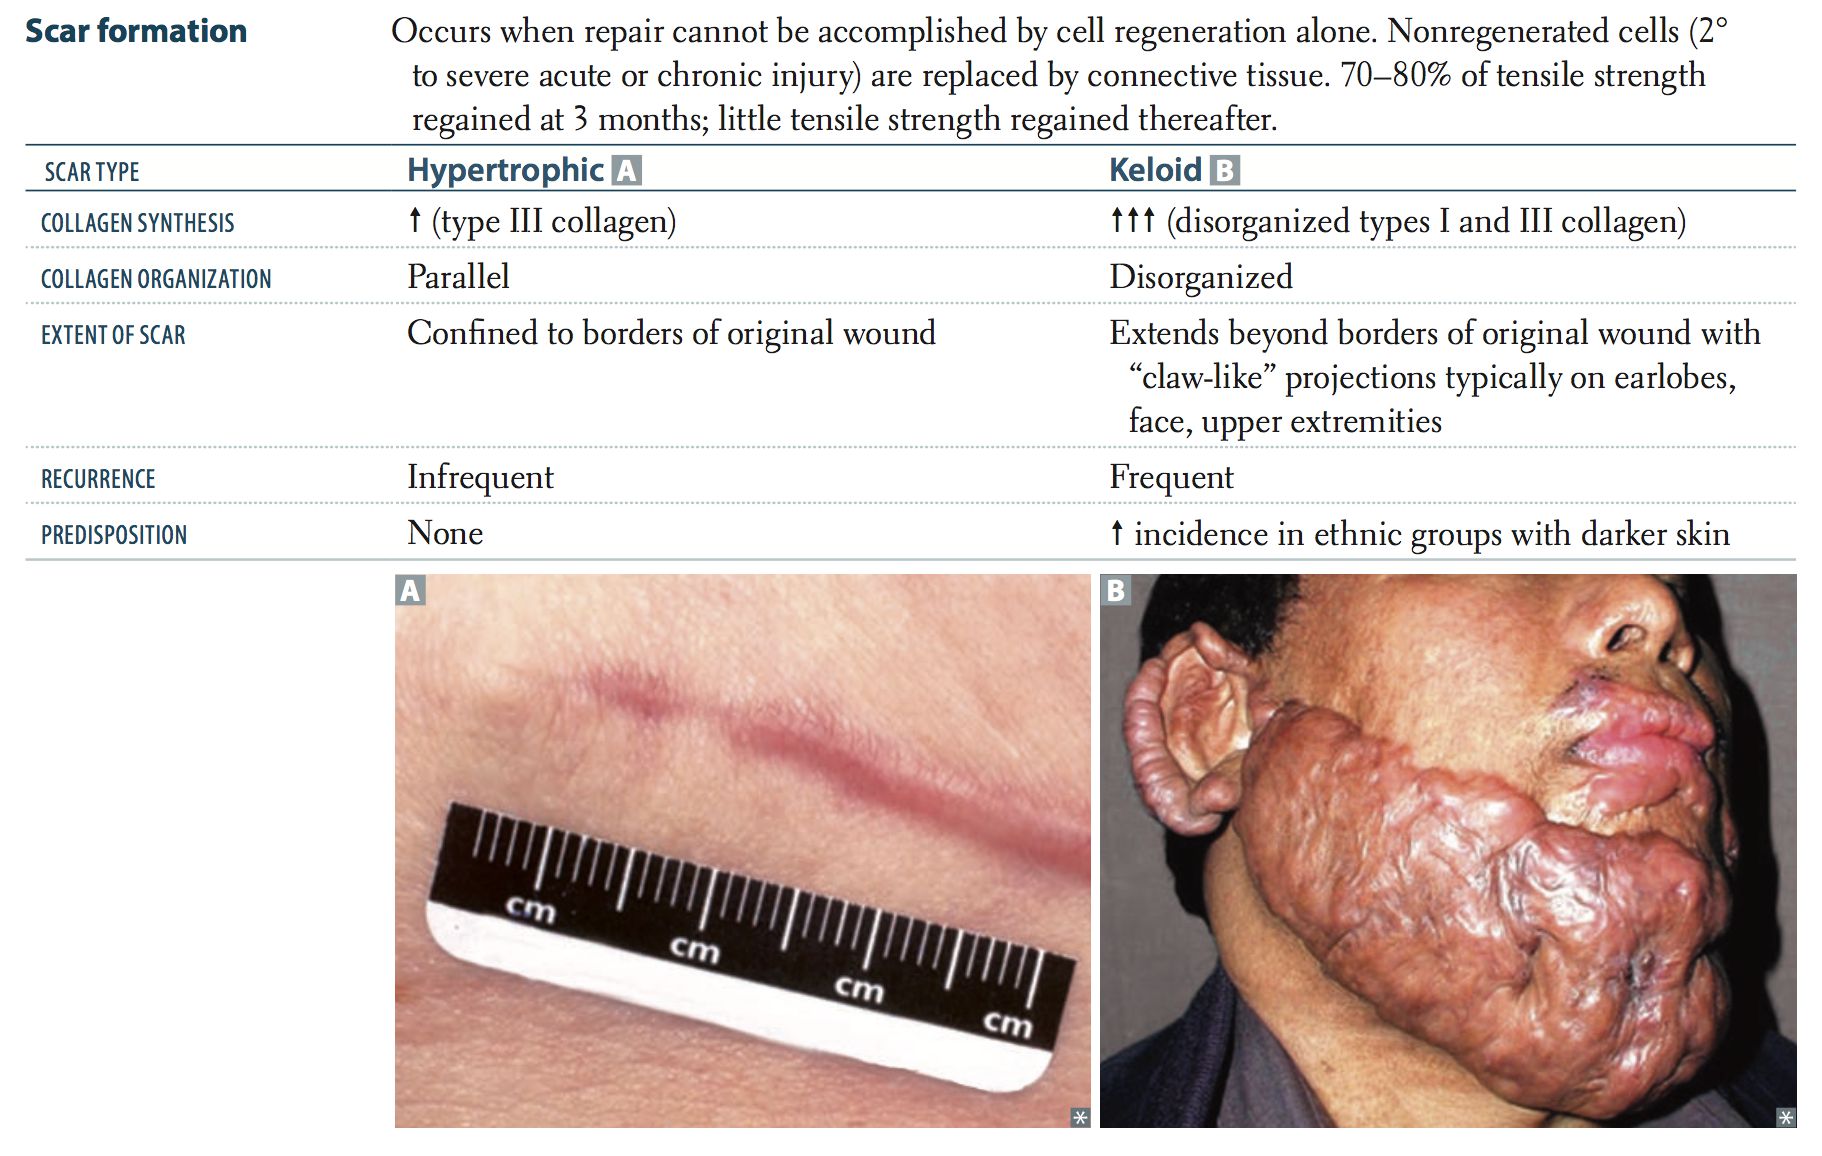 Scar formation
Occurs when repair cannot be accomplished by cell regeneration alone. Nonregenerated cells (2°
to severe acute or chronic injury) are replaced by connective tissue. 70–80% of tensile strength
regained at 3 months; little tensile strength regained thereafter.
SCAR TYPE Hypertrophic A Keloid B
COLLAGEN SYNTHESIS ↑ (type III collagen) ↑↑↑ (disorganized types I and III collagen)
COLLAGEN ORGANIZATION Parallel Disorganized
EXTENT OF SCAR Confined to borders of original wound Extends beyond borders of original wound with
“claw-like” projections typically on earlobes,
face, upper extremities
RECURRENCE Infrequent Frequent
PREDISPOSITION None ↑ incidence in ethnic groups with darker skin
A
B
cm
cm
cm
cm